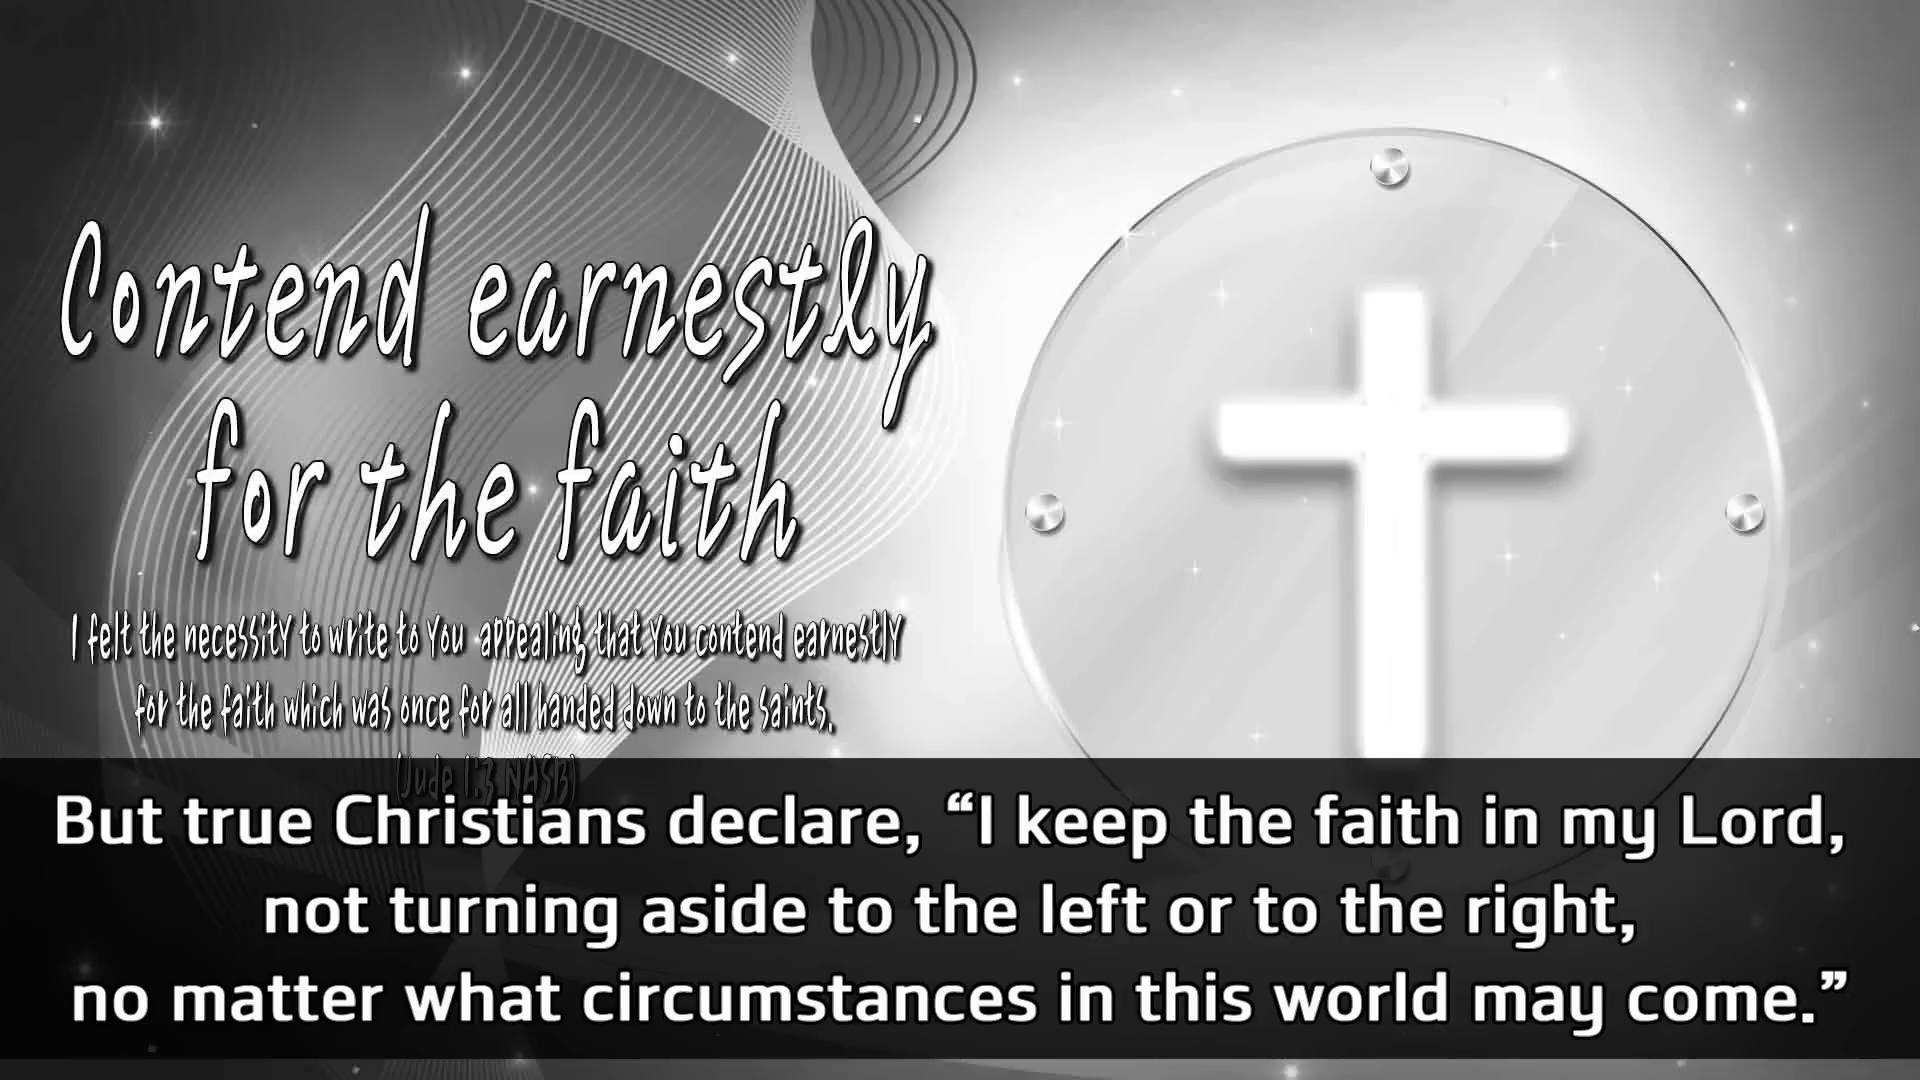 Contend earnestly
for the faith
I felt the necessity to write to you appealing that you contend earnestly
for the faith which was once for all handed down to the saints.
(Jude 1:3 NASB)
But true Christians declare, “I keep the faith in my Lord,
not turning aside to the left or to the right,
no matter what circumstances in this world may come.”